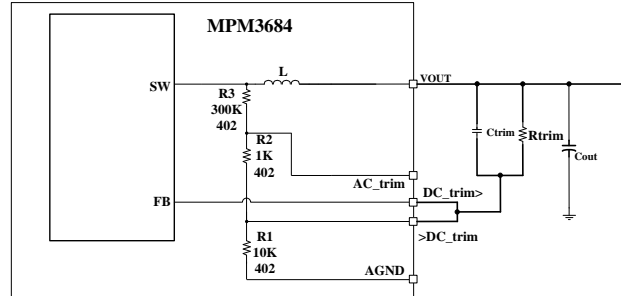 MPM3684
L
SW
VOUT
R3
300K
402
Ctrim
Rtrim
R2
1K
402
Cout
AC_trim
DC_trim>
FB
>DC_trim
R1
10K
402
AGND